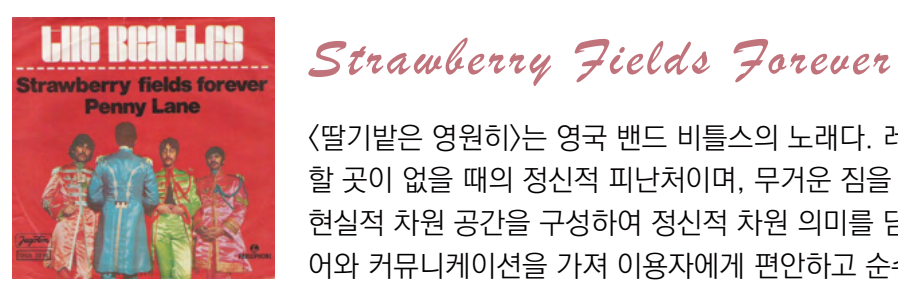 the BEATLES
Strawberry fields forever
Penny Lane
Jugoton
PARLOPHONE
Strawberry Fields Forever
〈딸기밭은 영원히〉는 영국 밴드 비틀스의 노래다.
할 곳이 없을 때의 정신적 피난처이며, 무거운 짐을
현실적 차원 공간을 구성하여 정신적 차원 의미를
어와 커뮤니케이션을 가져 이용자에게 편안하고